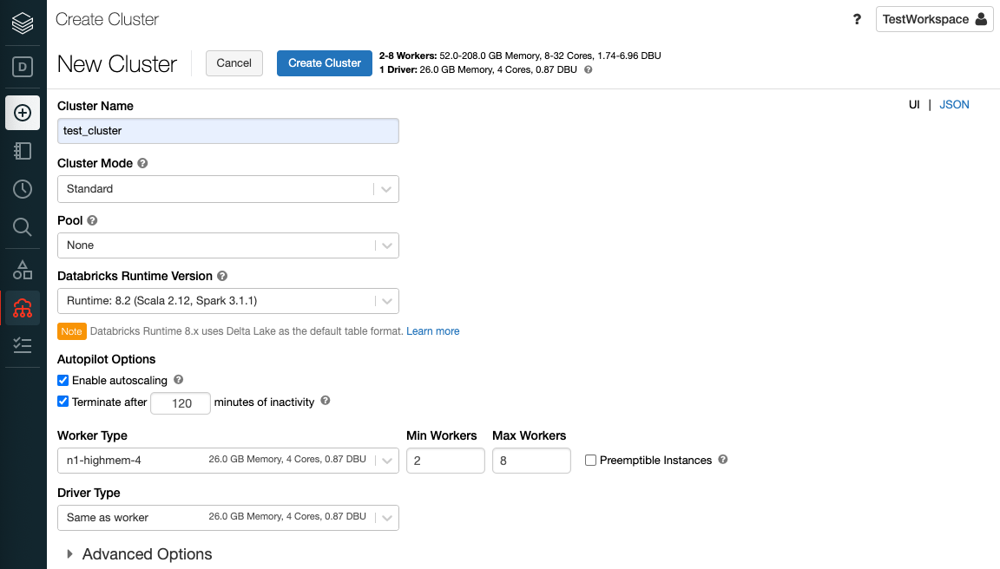 Create Cluster
? TestWorkspace
D
New Cluster
Cancel
Create Cluster
2-8 Workers: 52.0-208.0 GB Memory, 8-32 Cores, 1.74-6.96 DBU
1 Driver: 26.0 GB Memory, 4 Cores, 0.87 DBU ?
UI | JSON
Cluster Name
test_cluster
Cluster Mode ?
Standard
Pool ?
None
Databricks Runtime Version ?
Runtime: 8.2 (Scala 2.12, Spark 3.1.1)
Note Databricks Runtime 8.x uses Delta Lake as the default table format. Learn more
Autopilot Options
Enable autoscaling ?
Terminate after 120 minutes of inactivity ?
Worker Type Min Workers Max Workers
n1-highmem-4 26.0 GB Memory, 4 Cores, 0.87 DBU 2 8 Preemptible Instances ?
Driver Type
Same as worker 26.0 GB Memory, 4 Cores, 0.87 DBU
Advanced Options